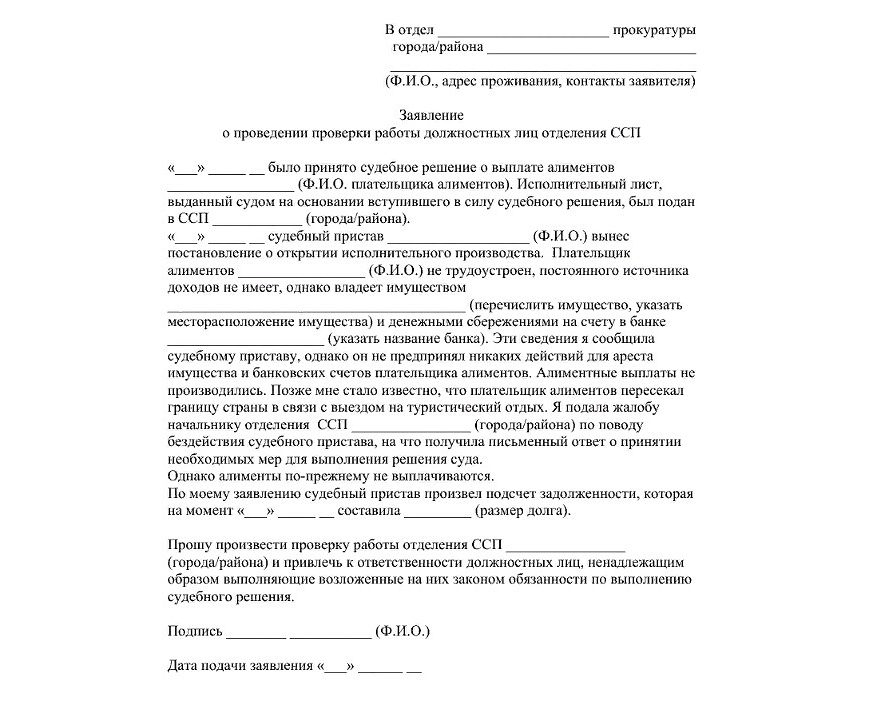 В отдел _______________________ прокуратуры
города/района ____________________________
_________________________________________
(Ф.И.О., адрес проживания, контакты заявителя)
Заявление
о проведении проверки работы должностных лиц отделения ССП
«___» _____ __ было принято судебное решение о выплате алиментов
_________________ (Ф.И.О. плательщика алиментов). Исполнительный лист,
выданный судом на основании вступившего в силу судебного решения, был подан
в ССП ____________ (города/района).
«___» _____ __ судебный пристав ___________________ (Ф.И.О.) вынес
постановление о открытии исполнительного производства. Плательщик
алиментов _________________ (Ф.И.О.) не трудоустроен, постоянного источника
доходов не имеет, однако владеет имуществом
________________________________________ (перечислить имущество, указать
месторасположение имущества) и денежными сбережениями на счету в банке
_____________________ (указать название банка). Эти сведения я сообщила
судебному приставу, однако он не предпринял никаких действий для ареста
имущества и банковских счетов плательщика алиментов. Алиментные выплаты не
производились. Позже мне стало известно, что плательщик алиментов пересекал
границу страны в связи с выездом на туристический отдых. Я подала жалобу
начальнику отделения ССП ________________ (города/района) по поводу
бездействия судебного пристава, на что получила письменный ответ о принятии
необходимых мер для выполнения решения суда.
Однако алименты по-прежнему не выплачиваются.
По моему заявлению судебный пристав произвел подсчет задолженности, которая
на момент «___» _____ __ составила _________ (размер долга).
Прошу произвести проверку работы отделения ССП ________________
(города/района) и привлечь к ответственности должностных лиц, ненадлежащим
образом выполняющие возложенные на них законом обязанности по выполнению
судебного решения.
Подпись ________ ___________ (Ф.И.О.)
Дата подачи заявления «___» ______ __